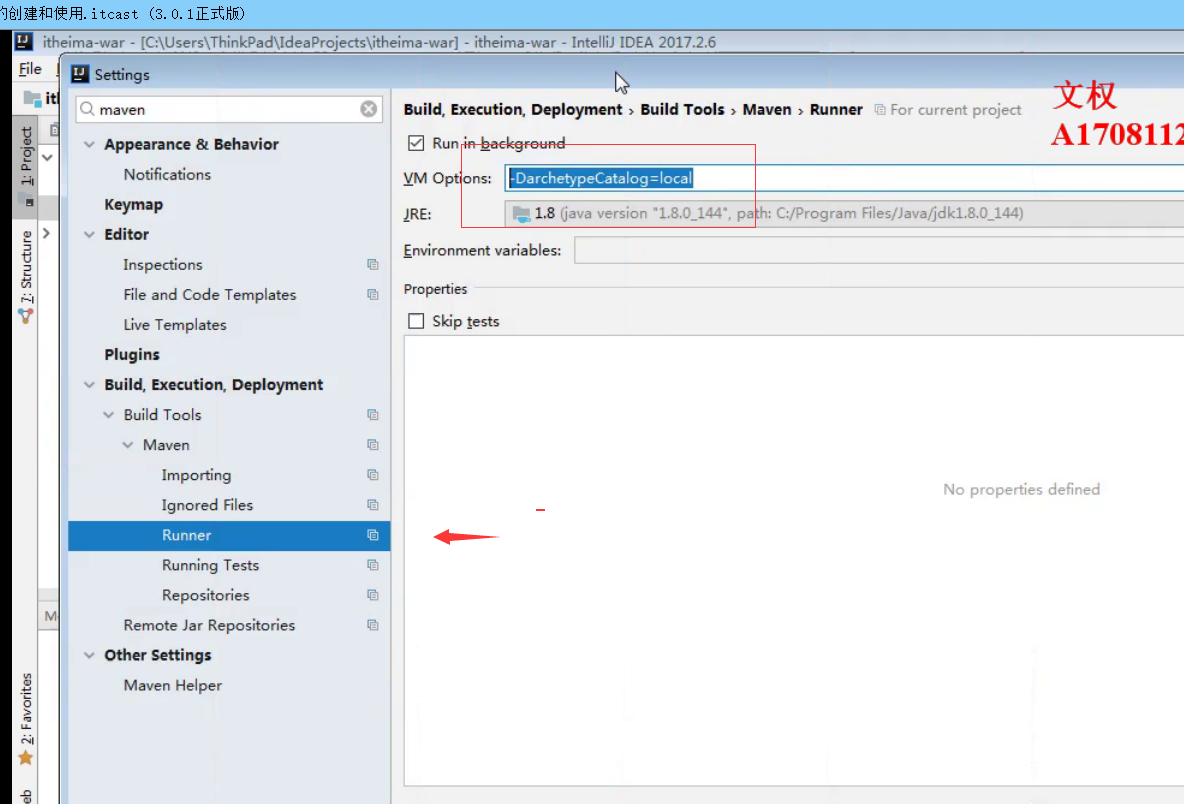 的创建和使用.itcast (3.0.1正式版)
itheima-war - [C:\Users\ThinkPad\IdeaProjects\itheima-war] - itheima-war - IntelliJ IDEA 2017.2.6
File
Settings
文权
A1708112
maven
Build, Execution, Deployment › Build Tools › Maven › Runner
For current project
Appearance & Behavior
Notifications
Keymap
Editor
Inspections
File and Code Templates
Live Templates
Plugins
Build, Execution, Deployment
Build Tools
Maven
Importing
Ignored Files
Runner
Running Tests
Repositories
Remote Jar Repositories
Other Settings
Maven Helper
Run in background
VM Options: -DarchetypeCatalog=local
JRE: 1.8 (java version "1.8.0_144", path: C:/Program Files/Java/jdk1.8.0_144)
Environment variables:
Properties
Skip tests
No properties defined
1: Project
7: Structure
2: Favorites